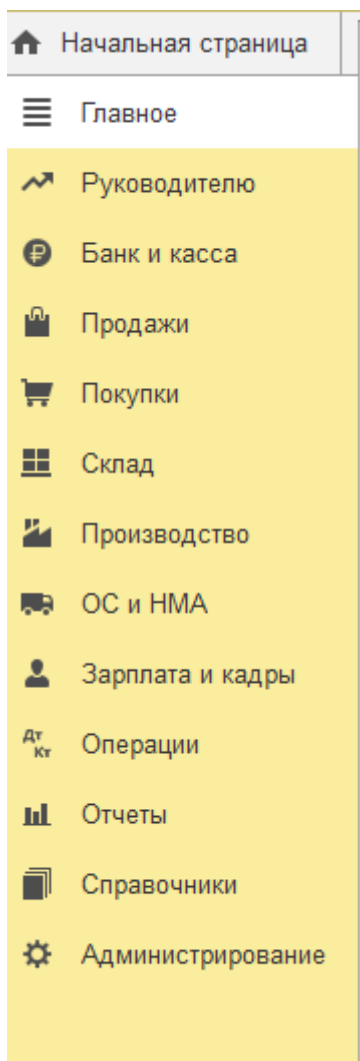 Начальная страница
Главное
Руководителю
Банк и касса
Продажи
Покупки
Склад
Производство
ОС и НМА
Зарплата и кадры
Дт
Кт
Операции
Отчеты
Справочники
Администрирование